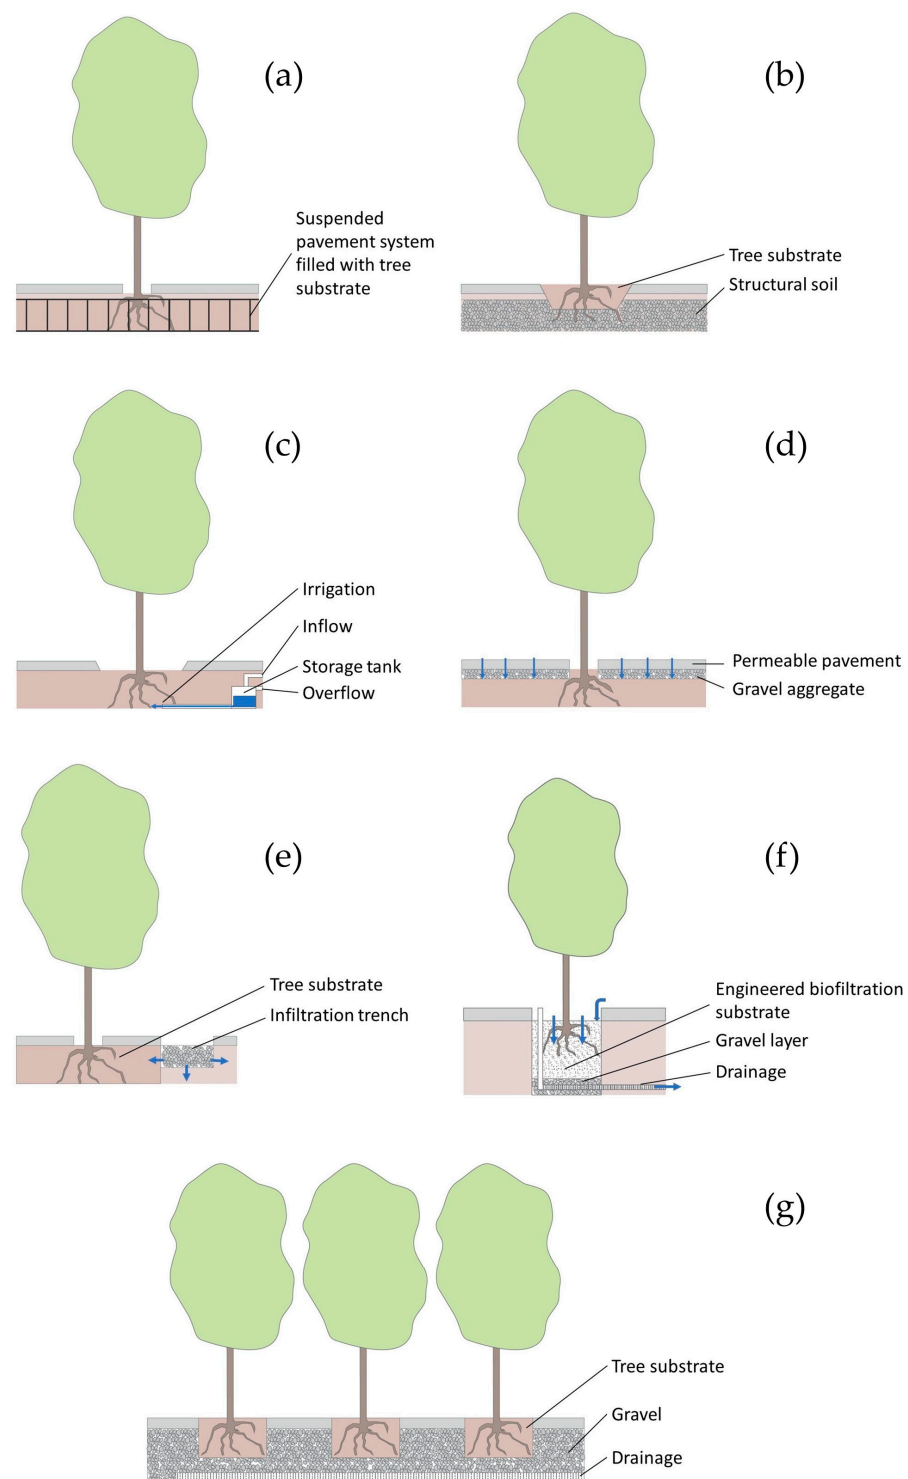 (a)
Suspended
pavement system
filled with tree
substrate
(b)
Tree substrate
Structural soil
(c)
Irrigation
Inflow
Storage tank
Overflow
(d)
Permeable pavement
Gravel aggregate
(e)
Tree substrate
Infiltration trench
(f)
Engineered biofiltration
substrate
Gravel layer
Drainage
(g)
Tree substrate
Gravel
Drainage